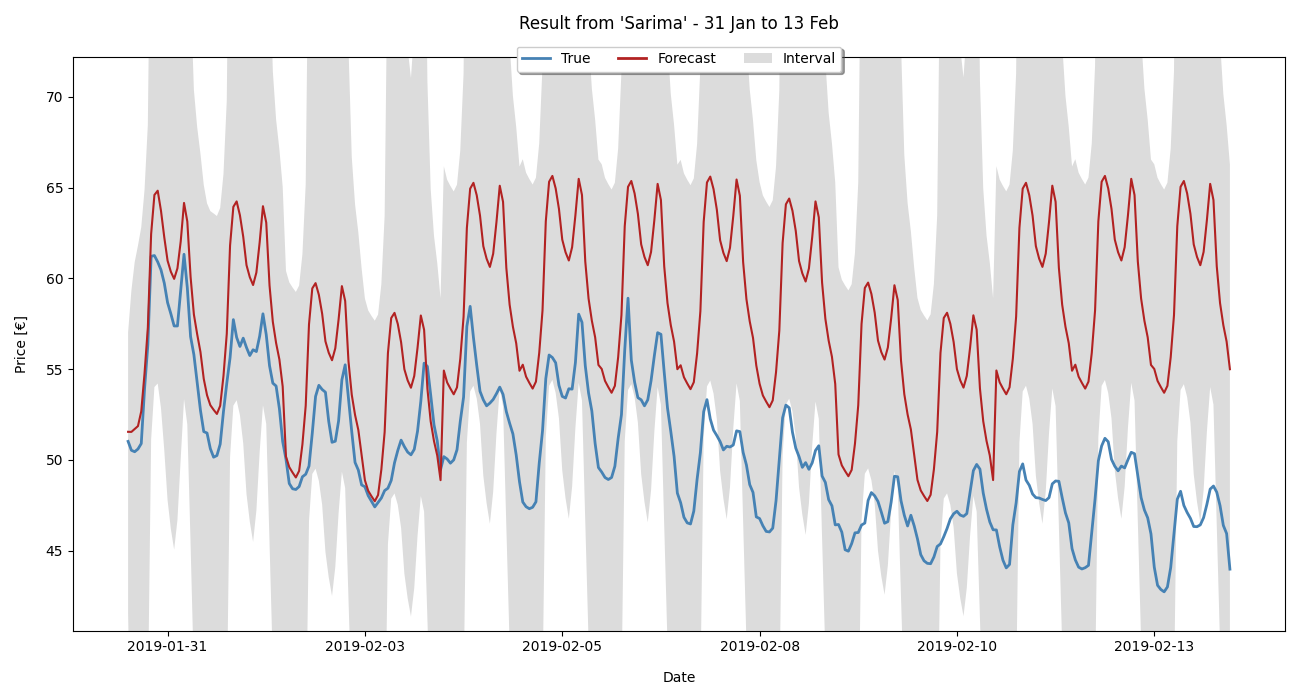 Result from 'Sarima' - 31 Jan to 13 Feb
True Forecast Interval
70
65
60
55
50
45
Price [€]
2019-01-31 2019-02-03 2019-02-05 2019-02-08 2019-02-10 2019-02-13
Date